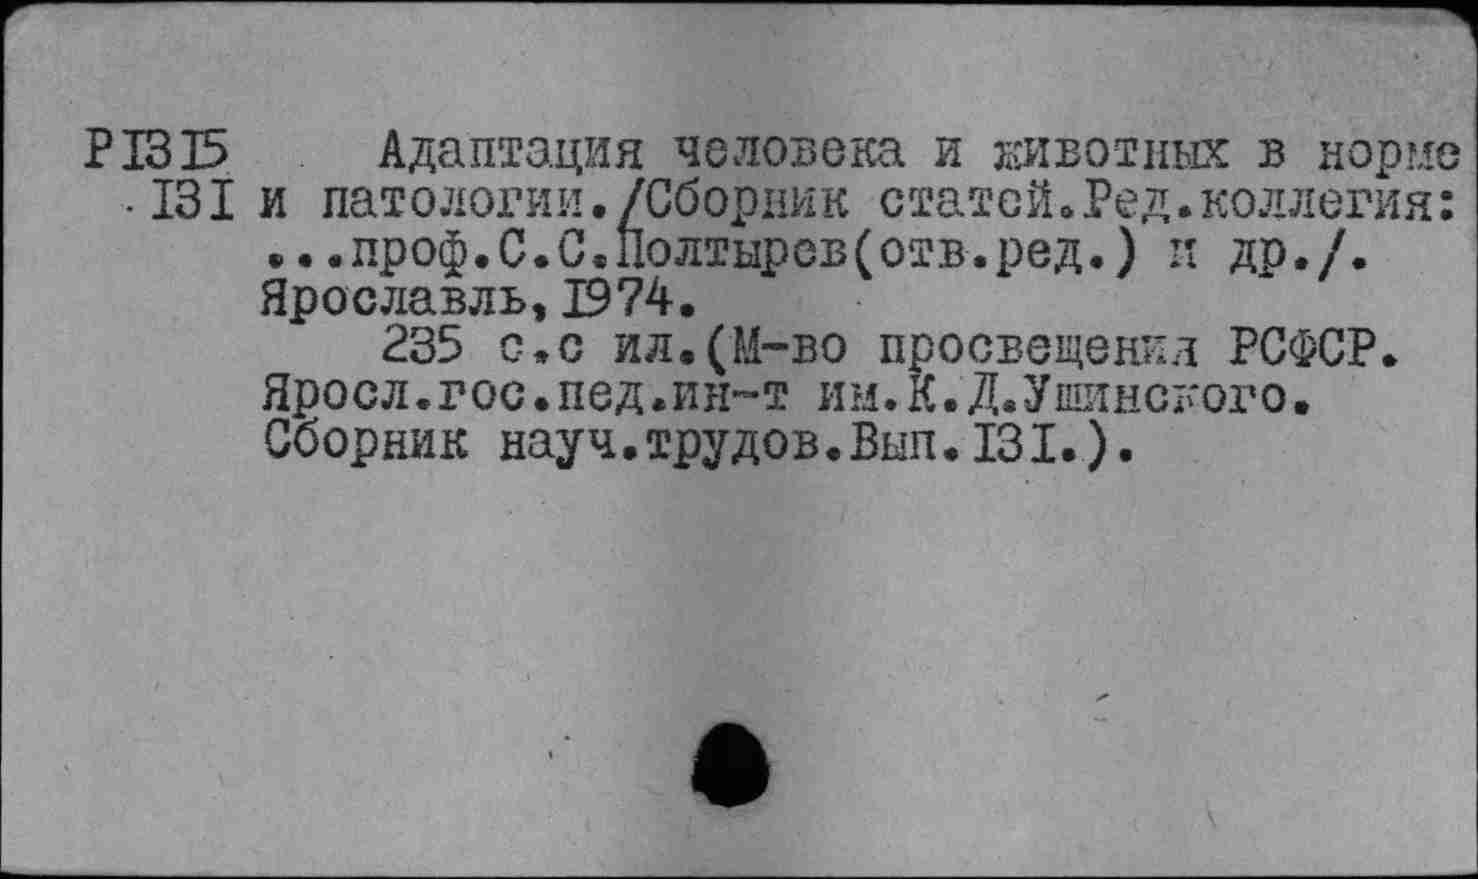 Р1315 Адаптация человека и животных в норме
131 и патологии./Сборник статей.Ред.коллегия:
...проф.С.С.Полтырев(отв.ред.) и др./.
Ярославль,1974.
235 с.с ил.(М-во просвещения РСФСР.
Яросл.гос.пед.ин-т им.К.Д.Ушинского.
Сборник науч.трудов.Вып.131.).